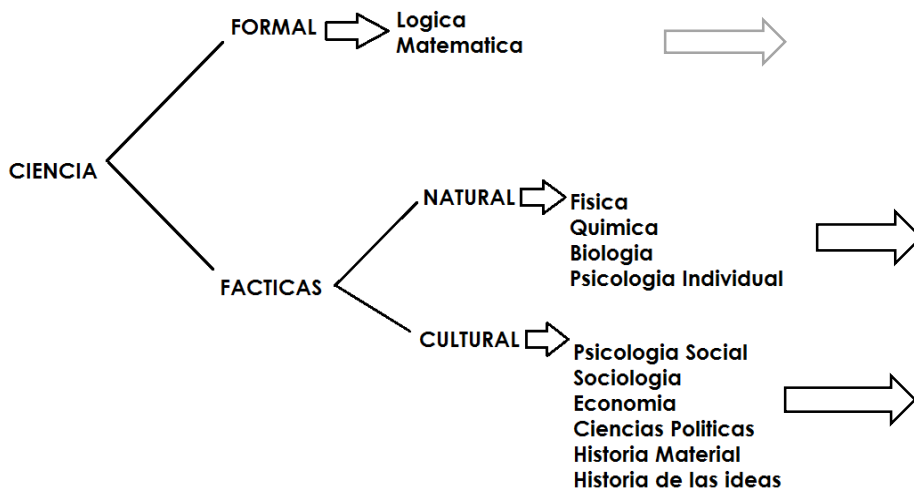 FORMAL
Logica
Matematica
CIENCIA
NATURAL
Fisica
Quimica
Biologia
Psicologia Individual
FACTICAS
CULTURAL
Psicologia Social
Sociologia
Economia
Ciencias Politicas
Historia Material
Historia de las ideas